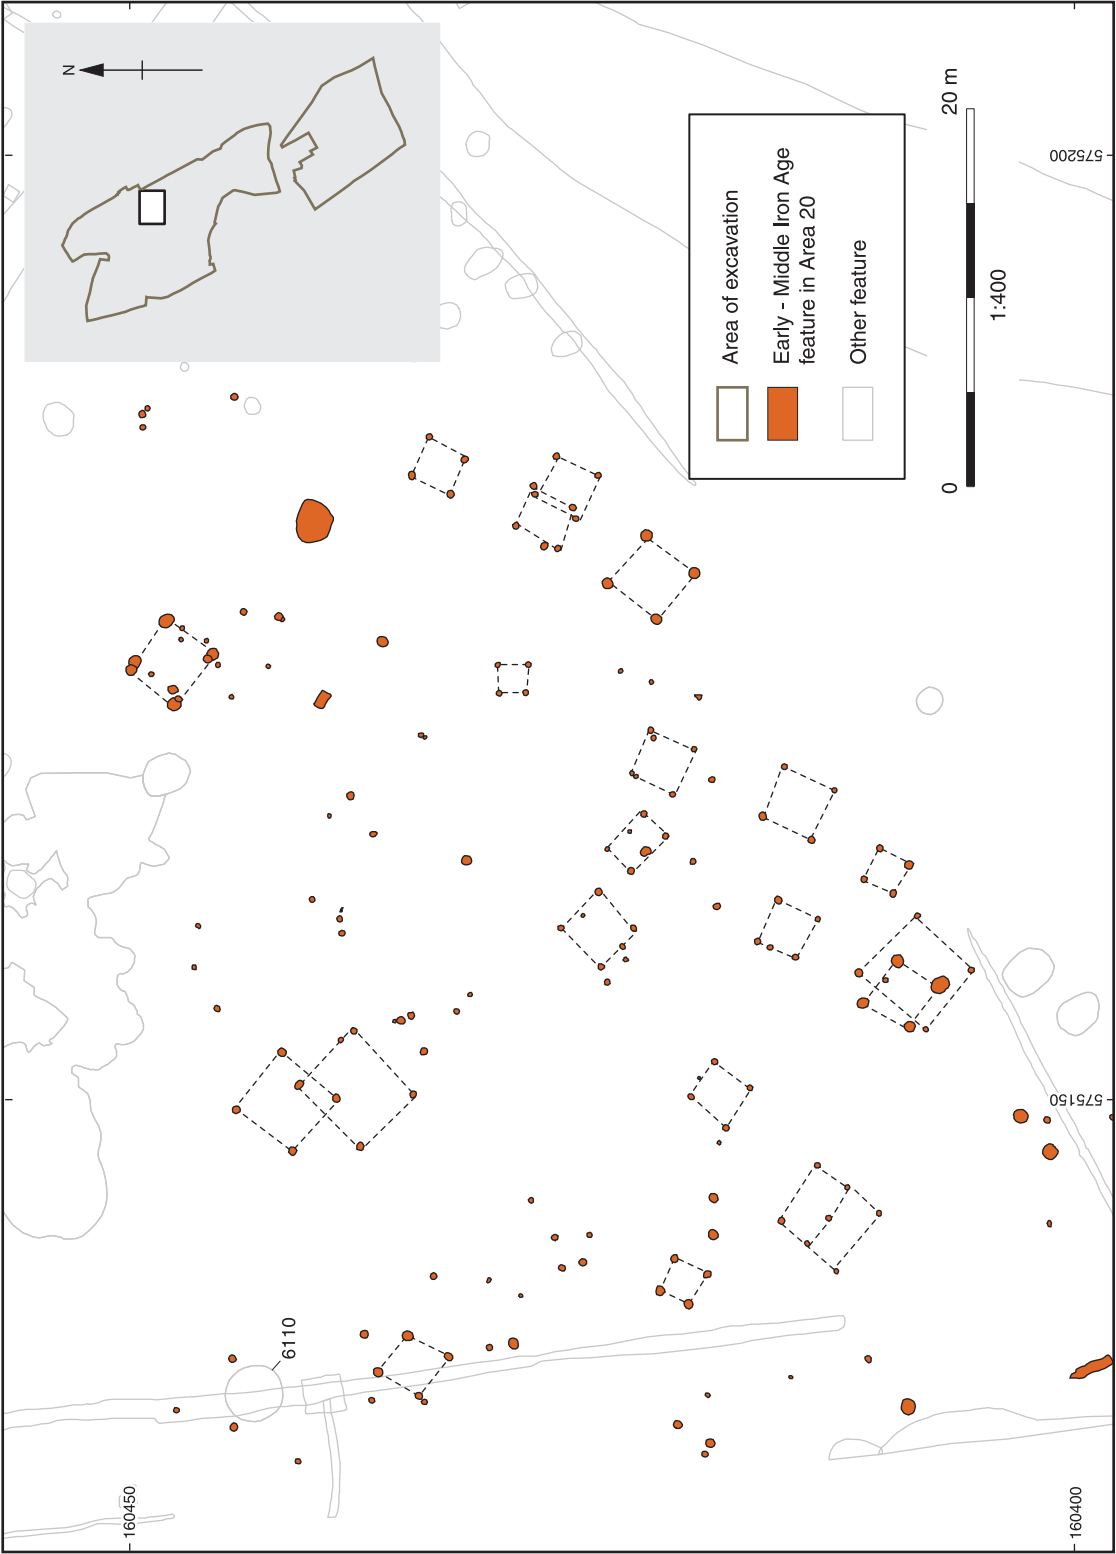 N
Area of excavation
Early - Middle Iron Age
feature in Area 20
Other feature
0
20 m
1:400
575200
575150
6110
160450
160400